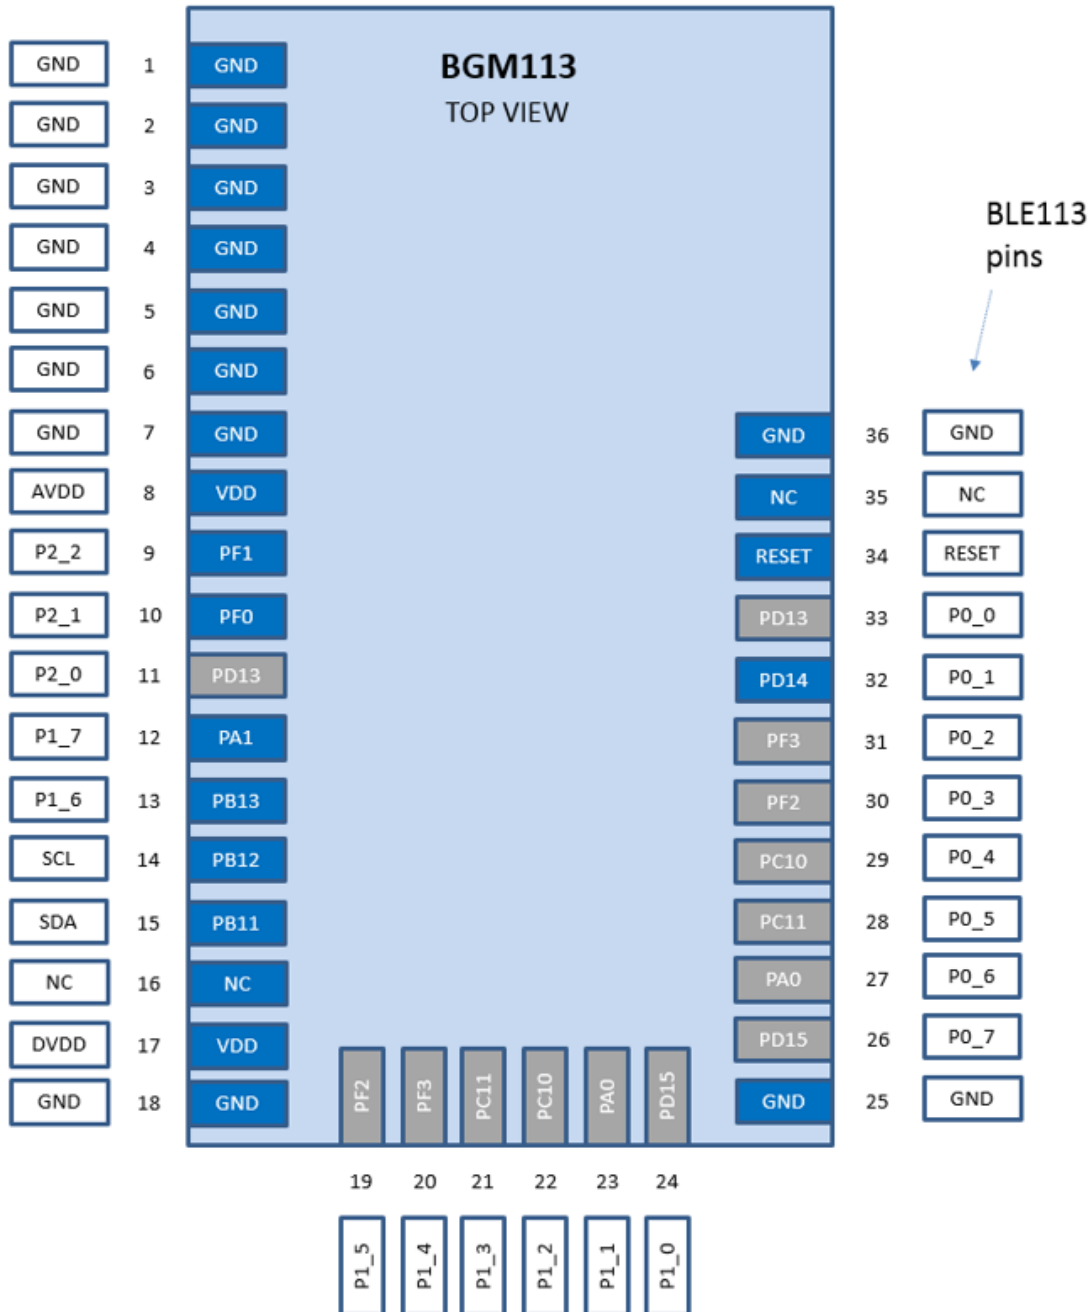 BGM113
TOP VIEW
BLE113
pins
GND 1 GND
GND 2 GND
GND 3 GND
GND 4 GND
GND 5 GND
GND 6 GND
GND 7 GND GND 36 GND
AVDD 8 VDD NC 35 NC
P2_2 9 PF1 RESET 34 RESET
P2_1 10 PF0 PD13 33 P0_0
P2_0 11 PD13 PD14 32 P0_1
P1_7 12 PA1 PF3 31 P0_2
P1_6 13 PB13 PF2 30 P0_3
SCL 14 PB12 PC10 29 P0_4
SDA 15 PB11 PC11 28 P0_5
NC 16 NC PA0 27 P0_6
DVDD 17 VDD PD15 26 P0_7
GND 18 GND GND 25 GND
PF2 PF3 PC11 PC10 PA0 PD15
19 20 21 22 23 24
P1_5 P1_4 P1_3 P1_2 P1_1 P1_0